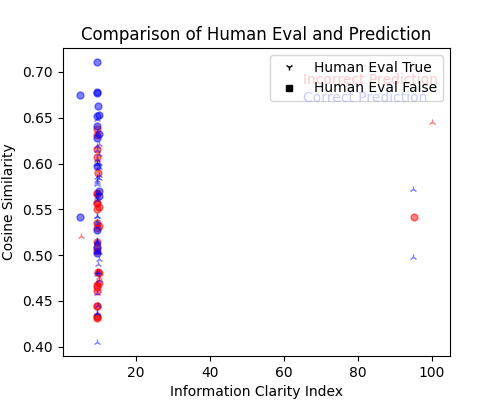 Comparison of Human Eval and Prediction
Human Eval True
Incorrect Prediction
Human Eval False
Correct Prediction
0.70
0.65
0.60
0.55
0.50
0.45
0.40
Cosine Similarity
20
40
60
80
100
Information Clarity Index